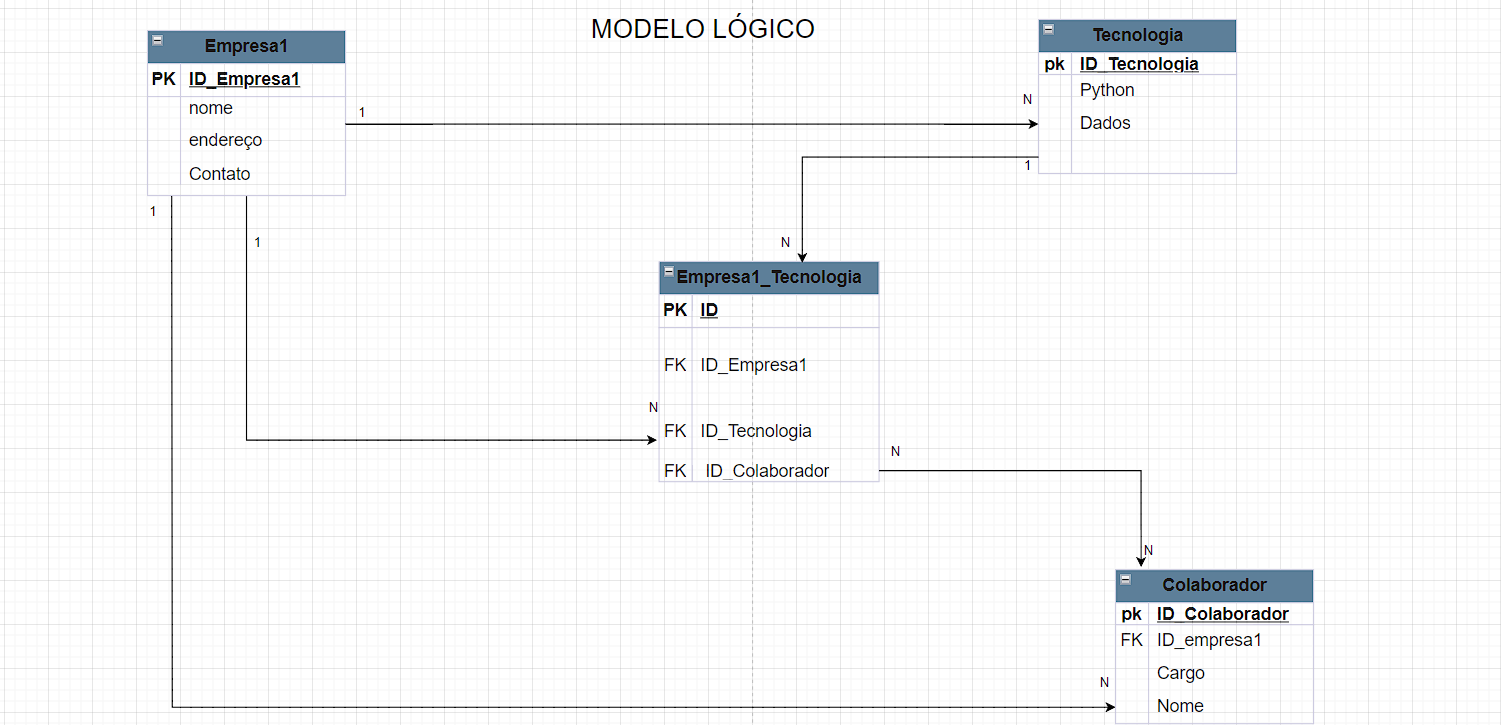 MODELO LÓGICO
Empresa1
PK ID_Empresa1
nome
endereço
Contato
Tecnologia
pk ID_Tecnologia
Python
Dados
1
N
1
N
1
1
Empresa1_Tecnologia
PK ID
FK ID_Empresa1
N
FK ID_Tecnologia
FK ID_Colaborador
N
N
Colaborador
pk ID_Colaborador
FK ID_empresa1
Cargo
N
Nome